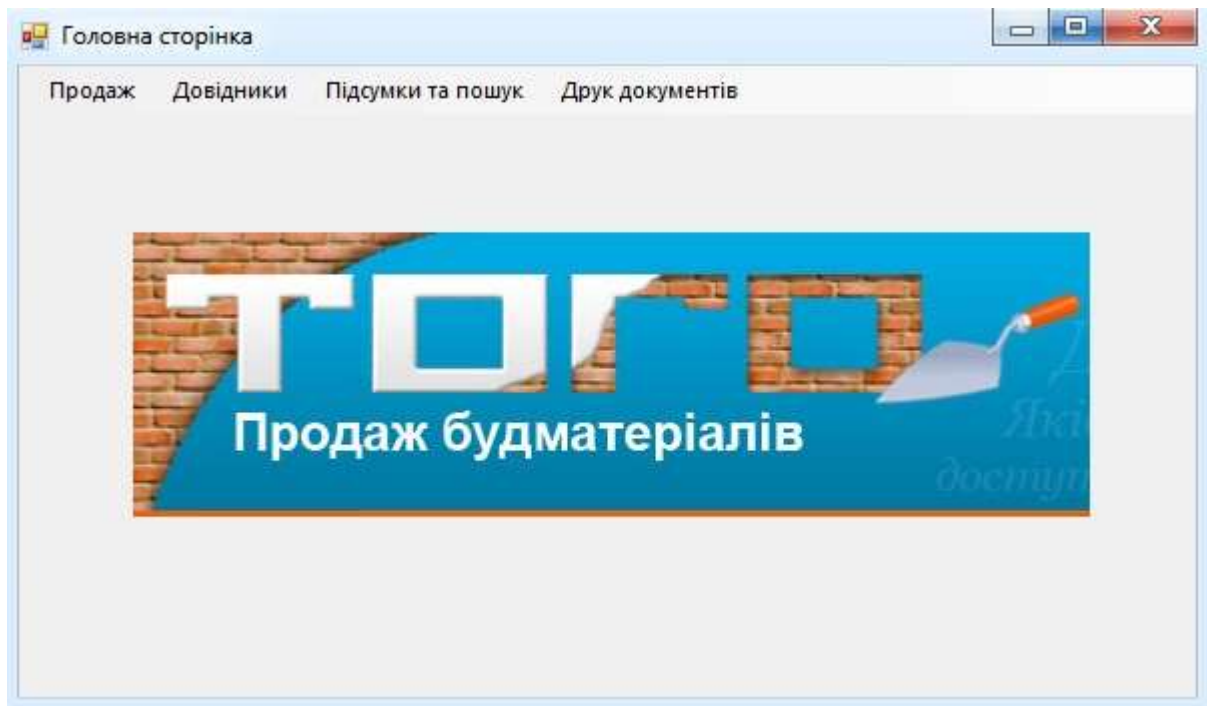 Головна сторінка
Продаж Довідники Підсумки та пошук Друк документів
того
Продаж будматеріалів